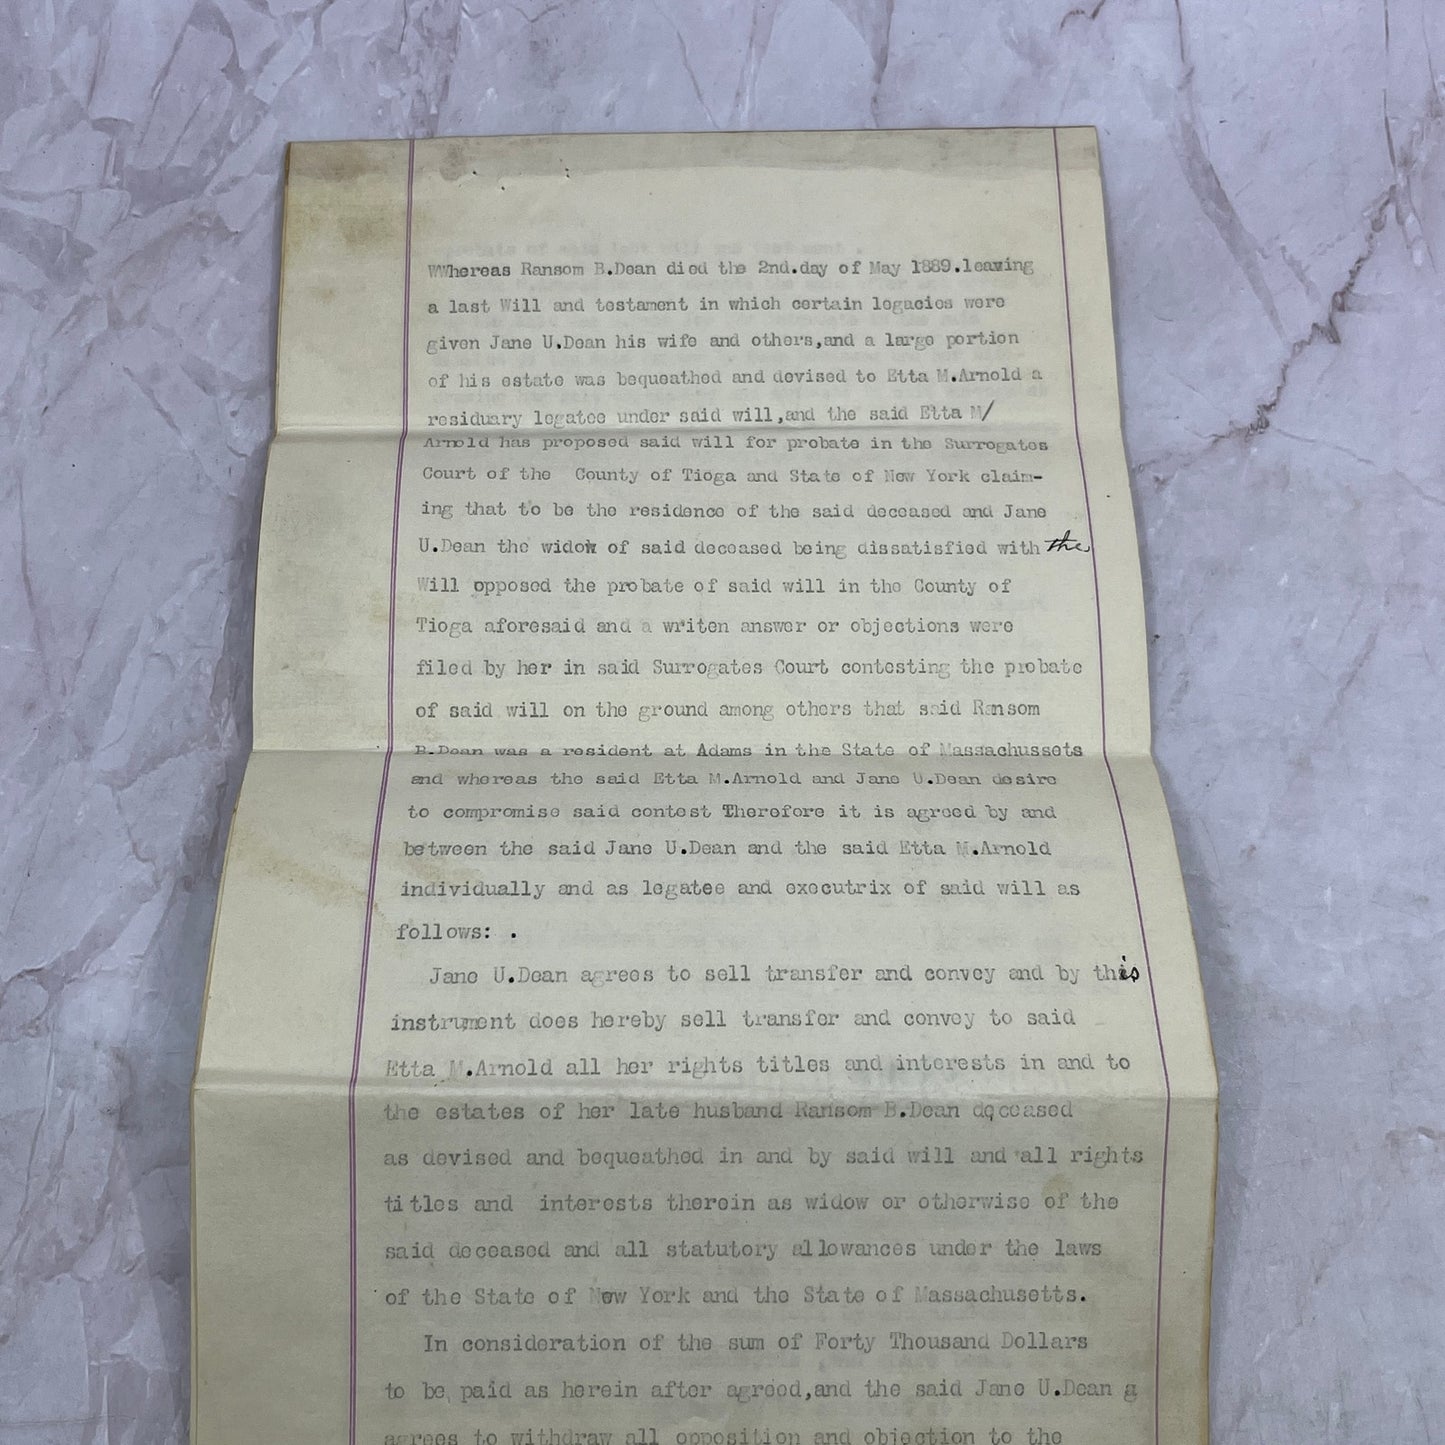 WWhereas Ransom B.Dean died the 2nd.day of May 1889.leaving
a last Will and testament in which certain legacies were
given Jane U.Dean his wife and others,and a large portion
of his estate was bequeathed and devised to Etta M.Arnold a
residuary legatee under said will,and the said Etta M/
Arnold has proposed said will for probate in the Surrogates
Court of the County of Tioga and State of New York claim-
ing that to be the residence of the said deceased and Jane
U.Dean the widow of said deceased being dissatisfied with the
Will opposed the probate of said will in the County of
Tioga aforesaid and a writen answer or objections were
filed by her in said Surrogates Court contesting the probate
of said will on the ground among others that said Ransom
B.Dean was a resident at Adams in the State of Massachussets
and whereas the said Etta M.Arnold and Jane U.Dean desire
to compromise said contest Therefore it is agreed by and
between the said Jane U.Dean and the said Etta M.Arnold
individually and as legatee and executrix of said will as
follows: .
Jane U.Dean agrees to sell transfer and convey and by this
instrument does hereby sell transfer and convey to said
Etta M.Arnold all her rights titles and interests in and to
the estates of her late husband Ransom B.Dean deceased
as devised and bequeathed in and by said will and all rights
titles and interests therein as widow or otherwise of the
said deceased and all statutory allowances under the laws
of the State of New York and the State of Massachusetts.
In consideration of the sum of Forty Thousand Dollars
to be paid as herein after agreed,and the said Jane U.Dean g
agrees to withdraw all opposition and objection to the